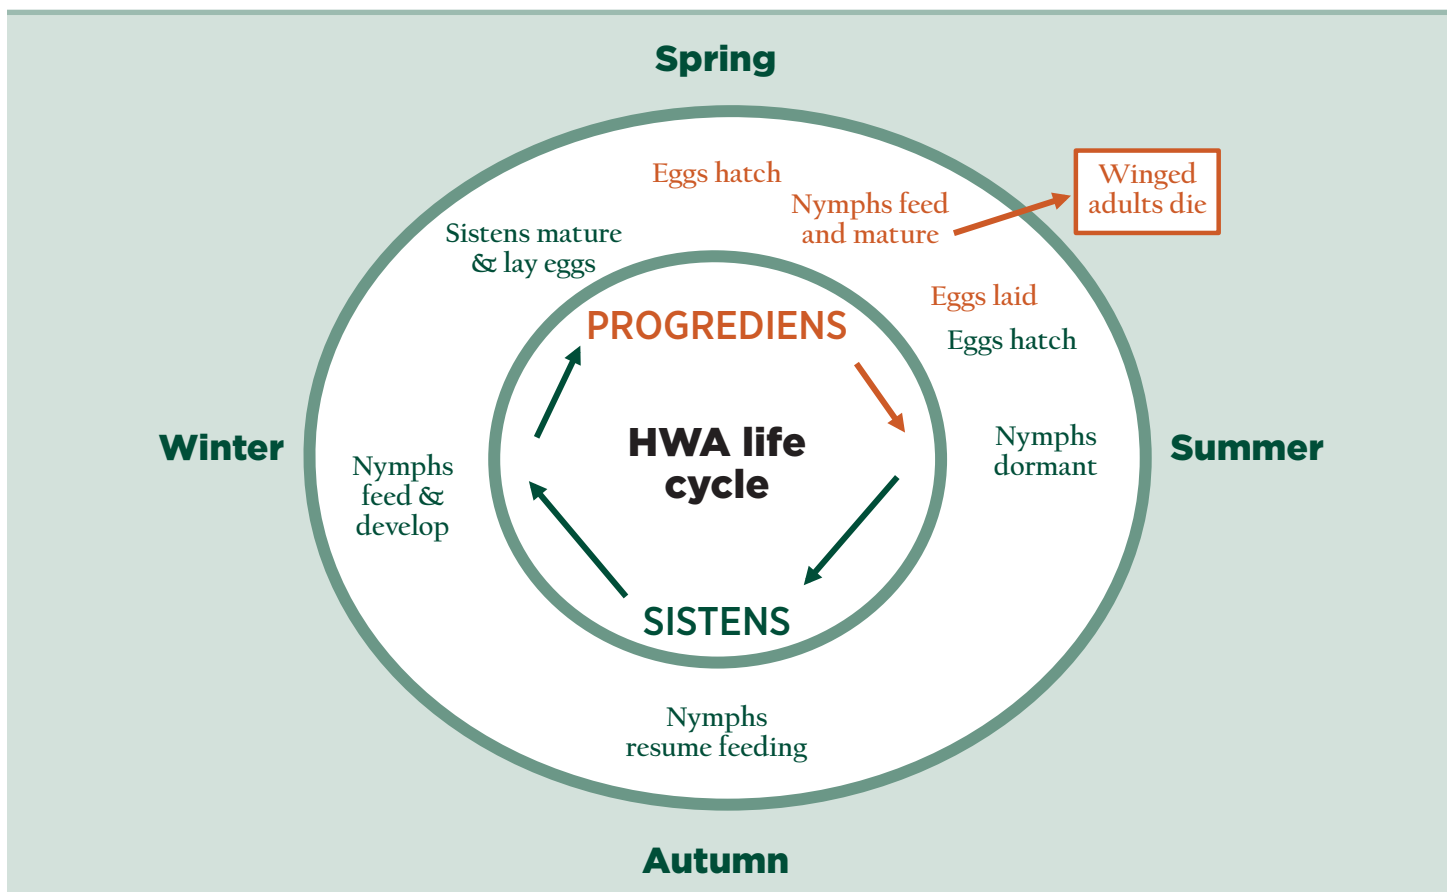 Spring
Eggs hatch
Winged
adults die
Nymphs feed
and mature
Sistens mature
& lay eggs
Eggs laid
Eggs hatch
PROGREDIENS
HWA life
cycle
Winter
Summer
Nymphs
dormant
Nymphs
feed &
develop
SISTENS
Nymphs
resume feeding
Autumn